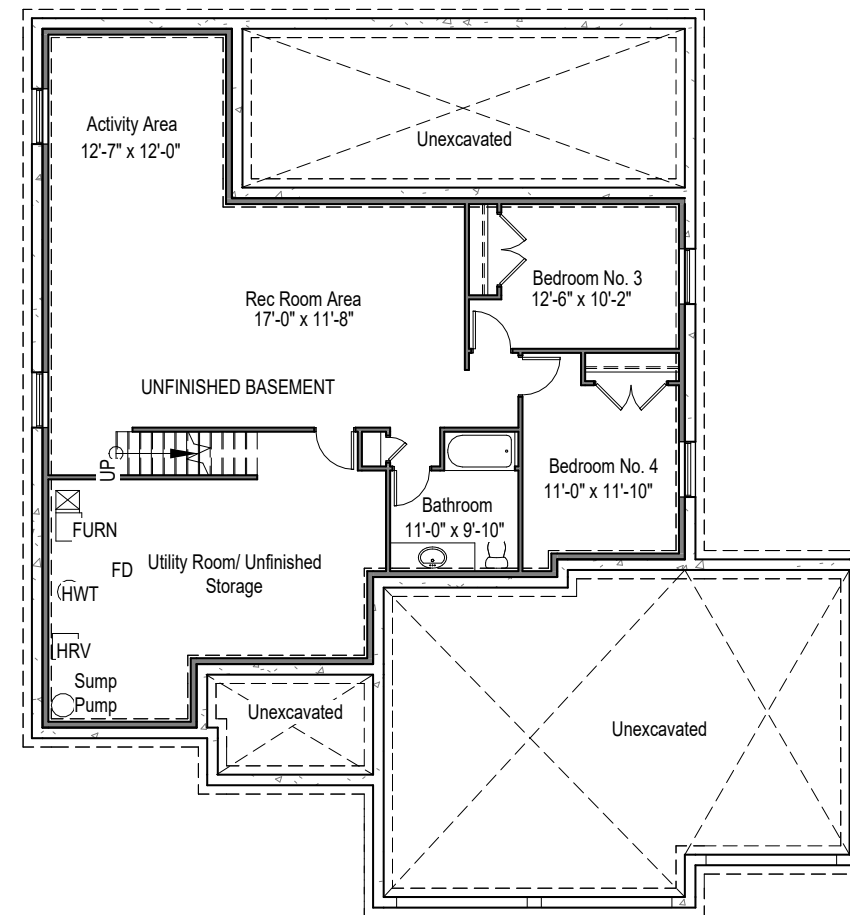 Activity Area
12'-7" x 12'-0"
Unexcavated
Bedroom No. 3
12'-6" x 10'-2"
Rec Room Area
17'-0" x 11'-8"
UNFINISHED BASEMENT
UP
Bedroom No. 4
11'-0" x 11'-10"
Bathroom
11'-0" x 9'-10"
FURN
FD
Utility Room/ Unfinished
Storage
HWT
HRV
Sump
Pump
Unexcavated
Unexcavated